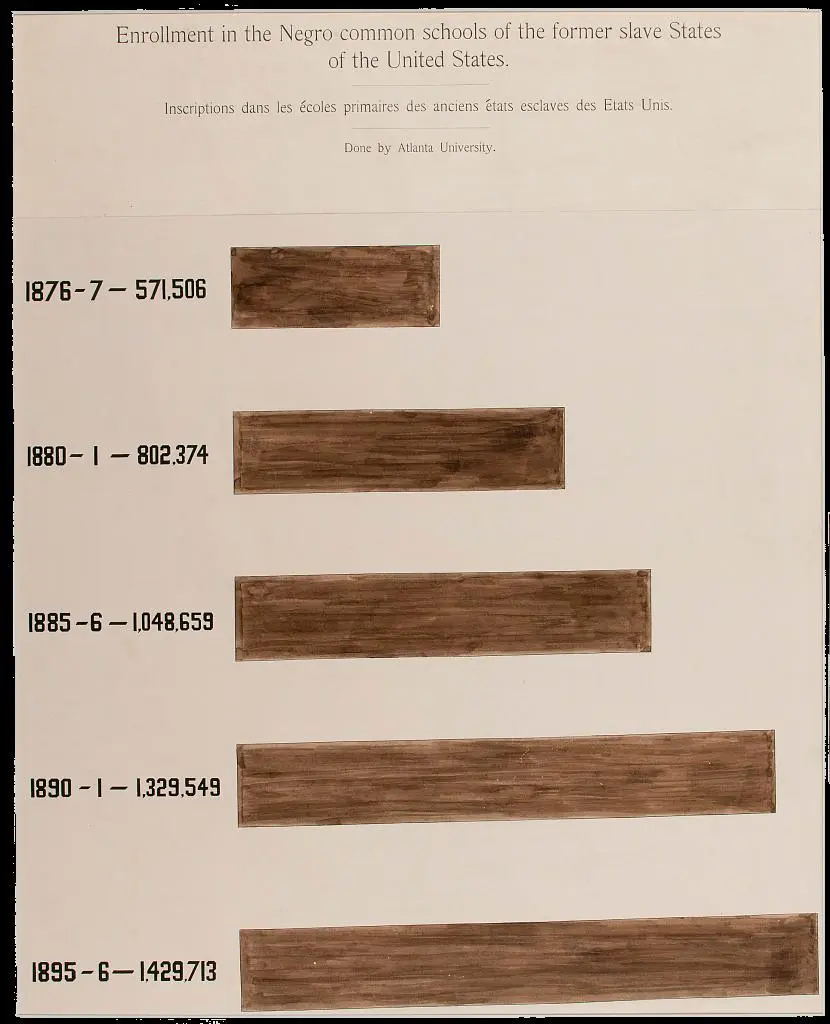 Enrollment in the Negro common schools of the former slave States
of the United States.
Inscriptions dans les écoles primaires des anciens états esclaves des Etats Unis.
Done by Atlanta University.
1876-7 — 571,506
1880-1 — 802,374
1885-6 — 1,048,659
1890-1 — 1,329,549
1895-6 — 1,429,713